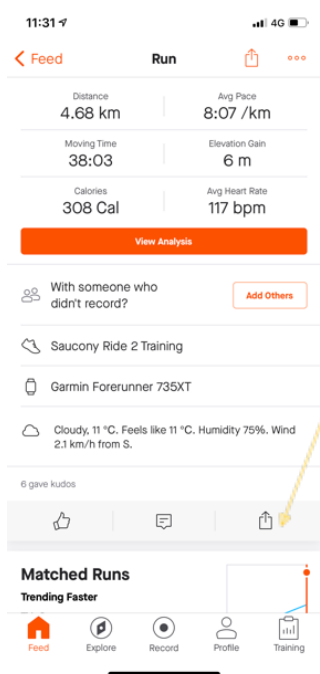 11:31
4G
Feed
Run
Distance
Avg Pace
4.68 km
8:07 /km
Moving Time
Elevation Gain
38:03
6 m
Calories
Avg Heart Rate
308 Cal
117 bpm
View Analysis
With someone who
didn't record?
Add Others
Saucony Ride 2 Training
Garmin Forerunner 735XT
Cloudy, 11 °C. Feels like 11 °C. Humidity 75%. Wind
2.1 km/h from S.
6 gave kudos
Matched Runs
Trending Faster
Feed
Explore
Record
Profile
Training